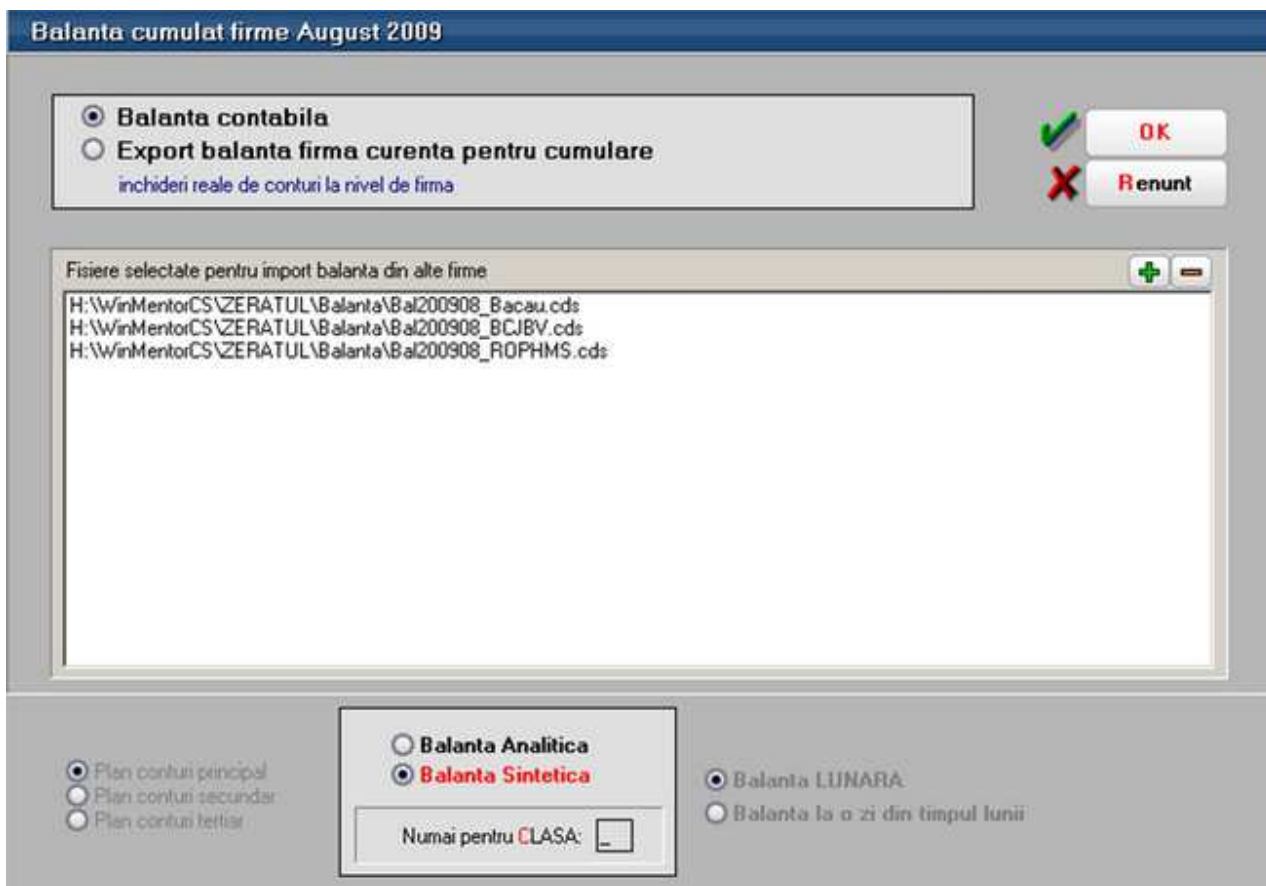 Balanta cumulat firme August 2009
Balanta contabila
Export balanta firma curenta pentru cumulare
inchideri reale de conturi la nivel de firma
OK
Renunt
Fisiere selectate pentru import balanta din alte firme
H:\WinMentorCS\ZERATUL\Balanta\Bal200908_Bacau.cds
H:\WinMentorCS\ZERATUL\Balanta\Bal200908_BCJBV.cds
H:\WinMentorCS\ZERATUL\Balanta\Bal200908_ROPHMS.cds
Plan conturi principal
Plan conturi secundar
Plan conturi tertiar
Balanta Analitica
Balanta Sintetica
Numai pentru CLASA: _
Balanta LUNARA
Balanta la o zi din timpul lunii